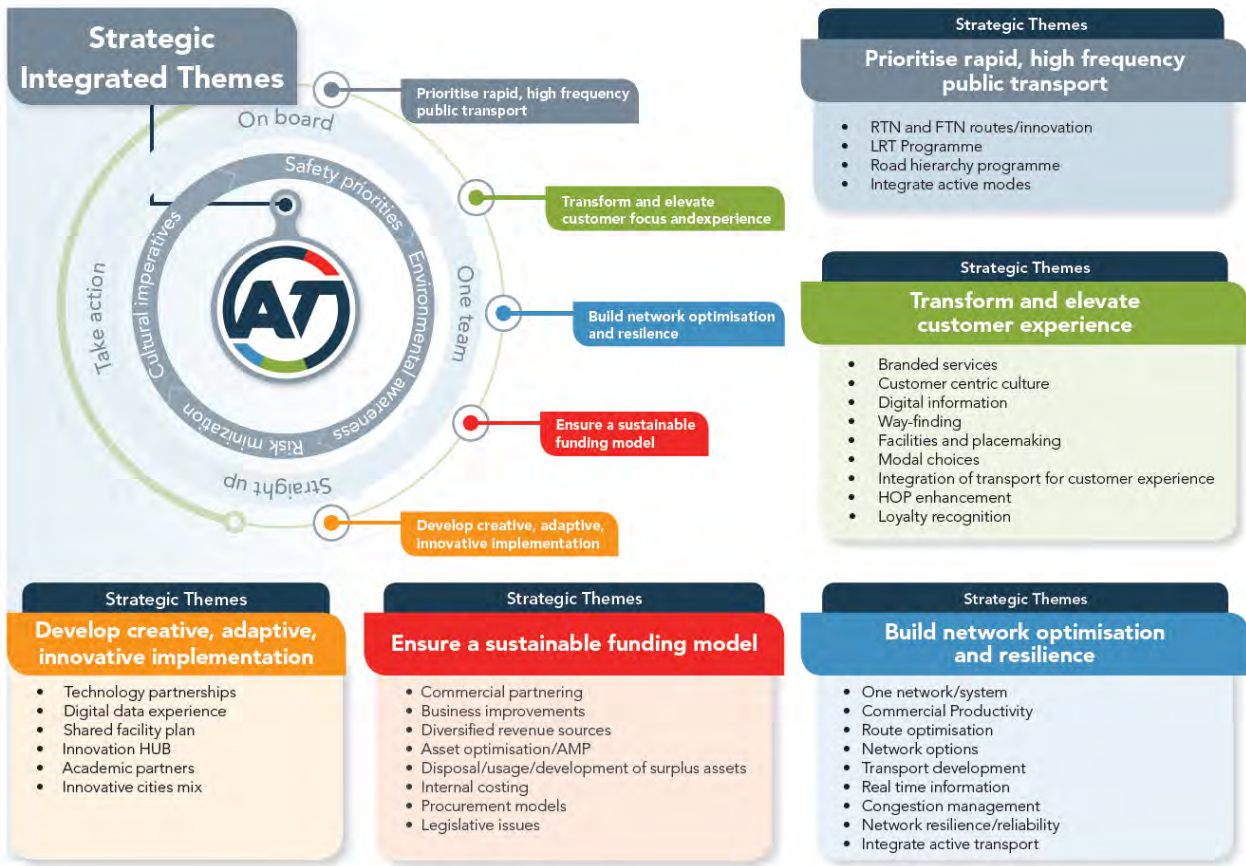 Strategic
Integrated Themes
On board
One team
Straight up
Take action
Safety priorities
Environmental awareness
Risk minization
Cultural imperatives
AT
Prioritise rapid, high frequency
public transport
Transform and elevate
customer focus andexperience
Build network optimisation
and resilence
Ensure a sustainable
funding model
Develop creative, adaptive,
innovative implementation
Strategic Themes
Prioritise rapid, high frequency
public transport
• RTN and FTN routes/innovation
• LRT Programme
• Road hierarchy programme
• Integrate active modes
Strategic Themes
Transform and elevate
customer experience
• Branded services
• Customer centric culture
• Digital information
• Way-finding
• Facilities and placemaking
• Modal choices
• Integration of transport for customer experience
• HOP enhancement
• Loyalty recognition
Strategic Themes
Develop creative, adaptive,
innovative implementation
• Technology partnerships
• Digital data experience
• Shared facility plan
• Innovation HUB
• Academic partners
• Innovative cities mix
Strategic Themes
Ensure a sustainable funding model
• Commercial partnering
• Business improvements
• Diversified revenue sources
• Asset optimisation/AMP
• Disposal/usage/development of surplus assets
• Internal costing
• Procurement models
• Legislative issues
Strategic Themes
Build network optimisation
and resilience
• One network/system
• Commercial Productivity
• Route optimisation
• Network options
• Transport development
• Real time information
• Congestion management
• Network resilience/reliability
• Integrate active transport